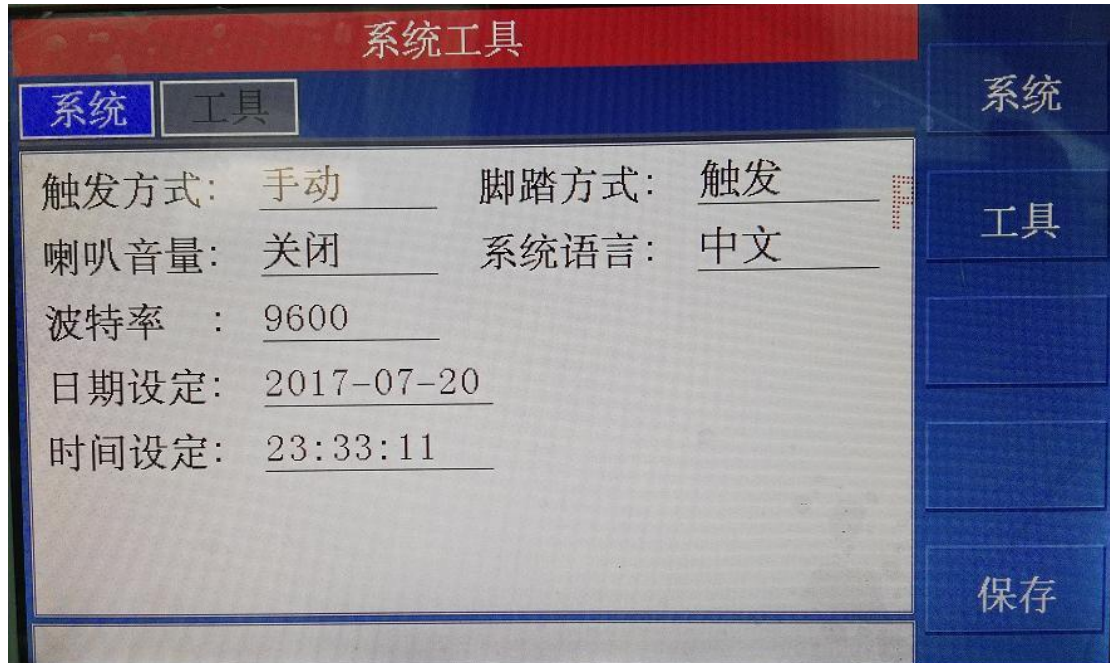 系统工具
系统 工具
触发方式: 手动 脚踏方式: 触发
喇叭音量: 关闭 系统语言: 中文
波特率 : 9600
日期设定: 2017-07-20
时间设定: 23:33:11
系统
工具
保存